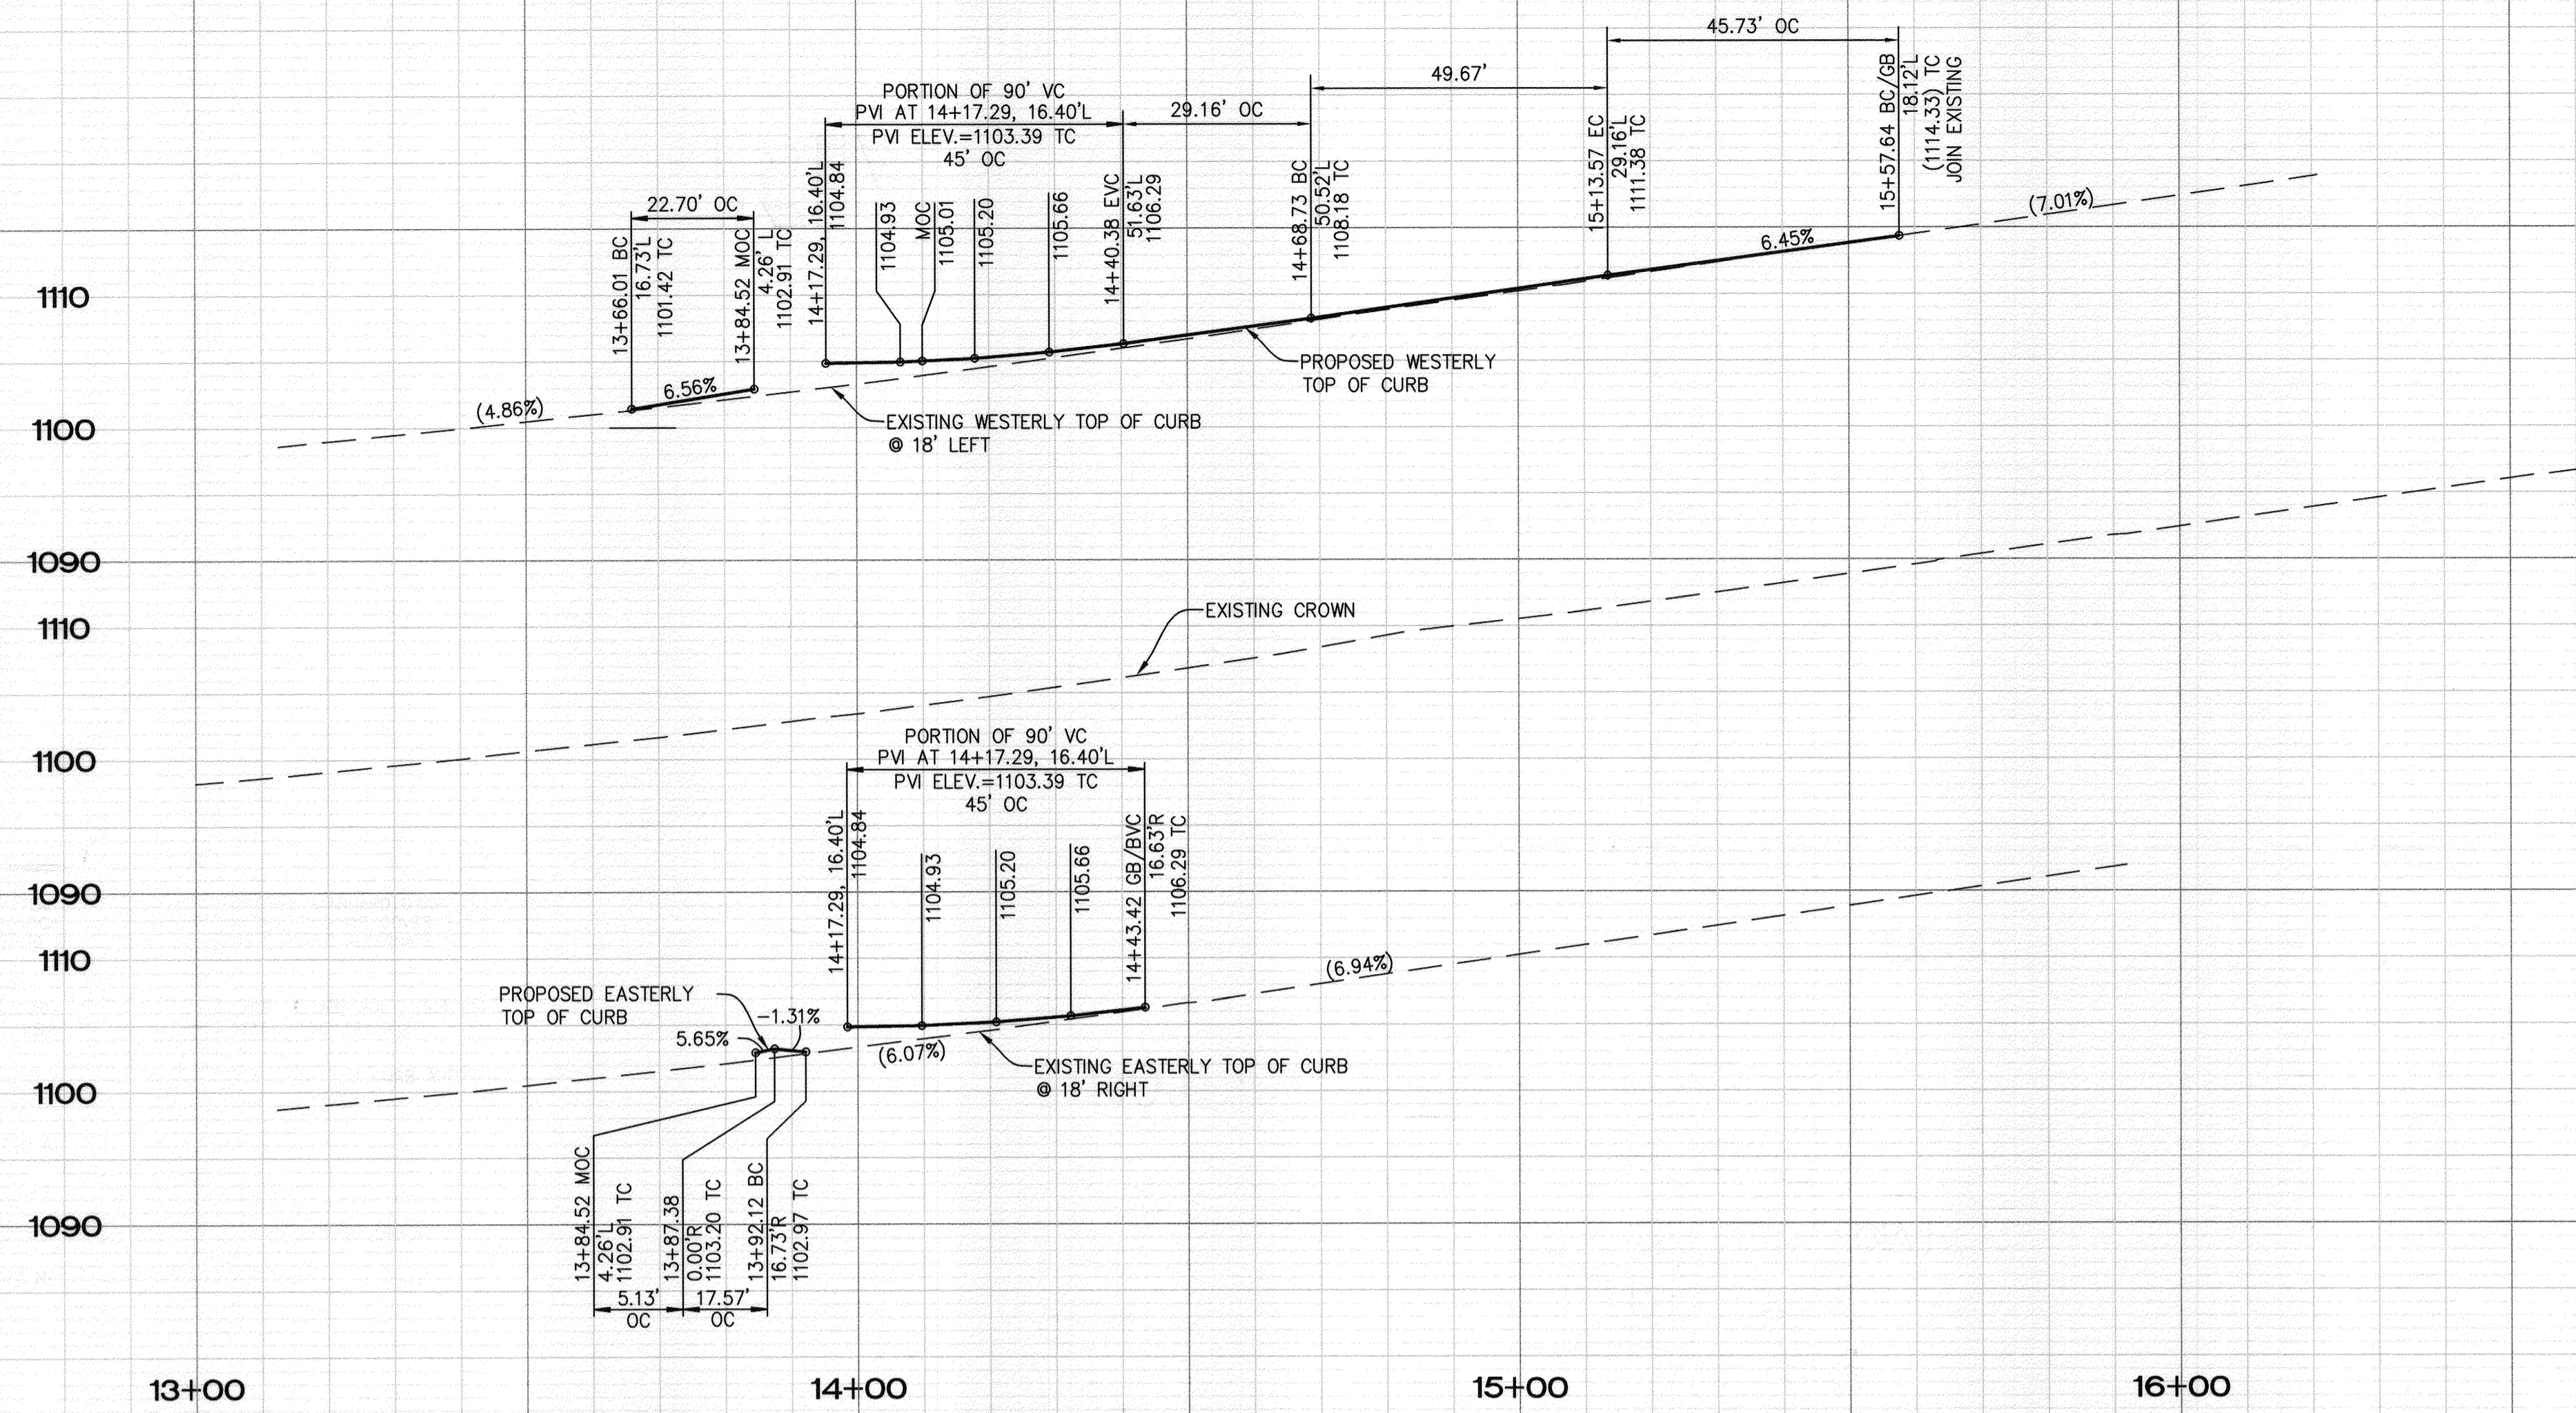 45.73' OC
49.67'
PORTION OF 90' VC
PVI AT 14+17.29, 16.40'L
PVI ELEV.=1103.39 TC
45' OC
29.16' OC
22.70' OC
13+66.01 BC
16.73'L
1101.42 TC
13+84.52 MOC
4.26' L
1102.91 TC
14+17.29, 16.40'L
1104.84
1104.93
MOC
1105.01
1105.20
1105.66
14+40.38 EVC
51.63'L
1106.29
14+68.73 BC
50.52'L
1108.18 TC
15+13.57 EC
29.16'L
1111.38 TC
15+57.64 BC/GB
18.12'L
(1114.33) TC
JOIN EXISTING
(7.01%)
6.45%
6.56%
(4.86%)
PROPOSED WESTERLY
TOP OF CURB
EXISTING WESTERLY TOP OF CURB
@ 18' LEFT
1110
1100
1090
EXISTING CROWN
1110
1100
1090
PORTION OF 90' VC
PVI AT 14+17.29, 16.40'L
PVI ELEV.=1103.39 TC
45' OC
14+17.29, 16.40'L
1104.84
1104.93
1105.20
1105.66
14+43.42 GB/BVC
16.63'R
1106.29 TC
(6.94%)
PROPOSED EASTERLY
TOP OF CURB
-1.31%
5.65%
(6.07%)
EXISTING EASTERLY TOP OF CURB
@ 18' RIGHT
1110
1100
1090
13+84.52 MOC
4.26'L
1102.91 TC
13+87.38
0.00'R
1103.20 TC
13+92.12 BC
16.73'R
1102.97 TC
5.13'
OC
17.57'
OC
13+00
14+00
15+00
16+00